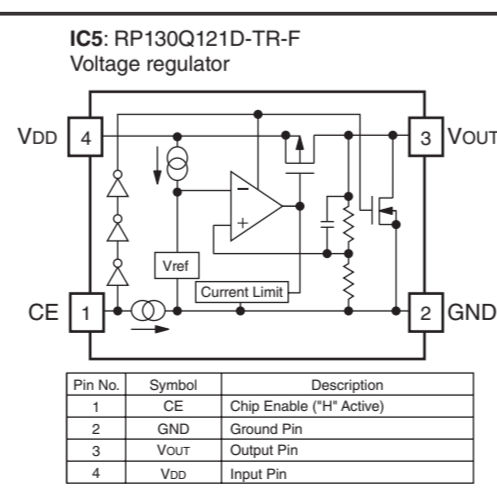 IC5: RP130Q121D-TR-F
Voltage regulator
VDD 4
3 VOUT
Vref
Current Limit
CE 1
2 GND
Pin No. Symbol Description
1 CE Chip Enable ("H" Active)
2 GND Ground Pin
3 VOUT Output Pin
4 VDD Input Pin